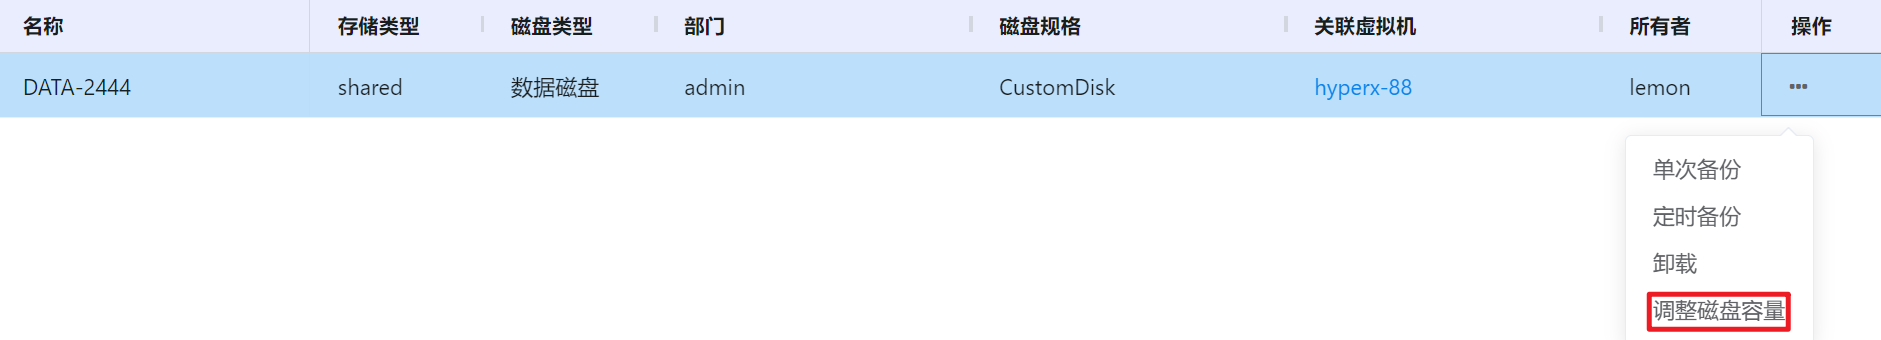 名称 存储类型 磁盘类型 部门 磁盘规格 关联虚拟机 所有者 操作
DATA-2444 shared 数据磁盘 admin CustomDisk hyperx-88 lemon •••
单次备份
定时备份
卸载
调整磁盘容量